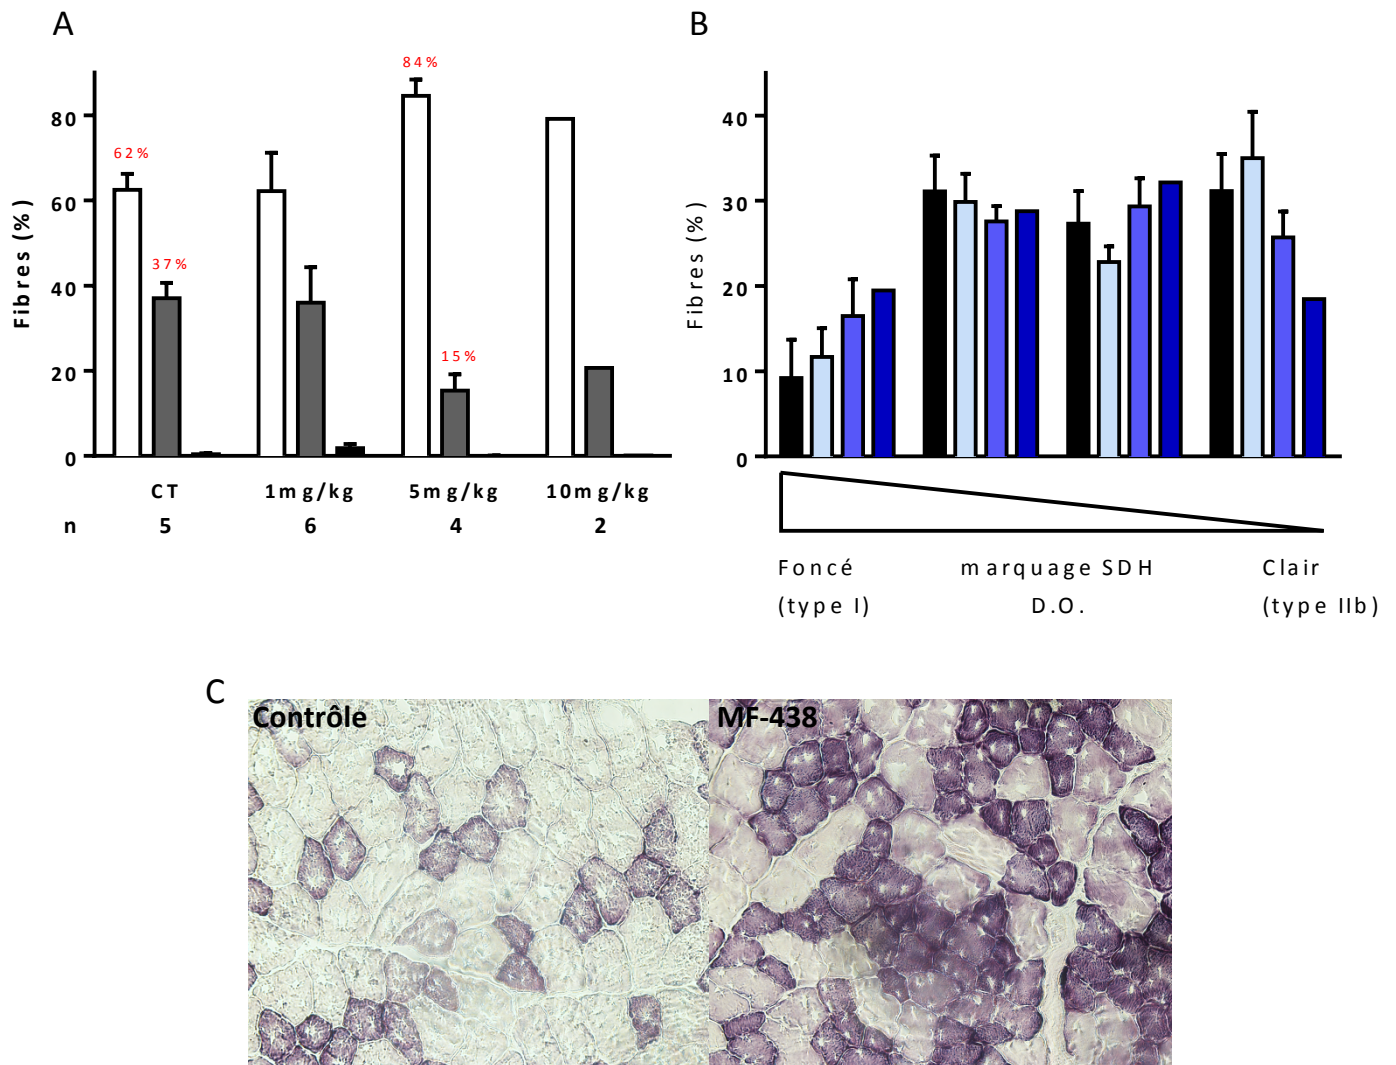 A
B
84%
62%
37%
15%
Fibres (%)
80
60
40
20
0
CT 1mg/kg 5mg/kg 10mg/kg
n 5 6 4 2
Fibres (%)
40
30
20
10
0
Foncé marquage SDH Clair
(type I) D.O. (type IIb)
C
Contrôle MF-438